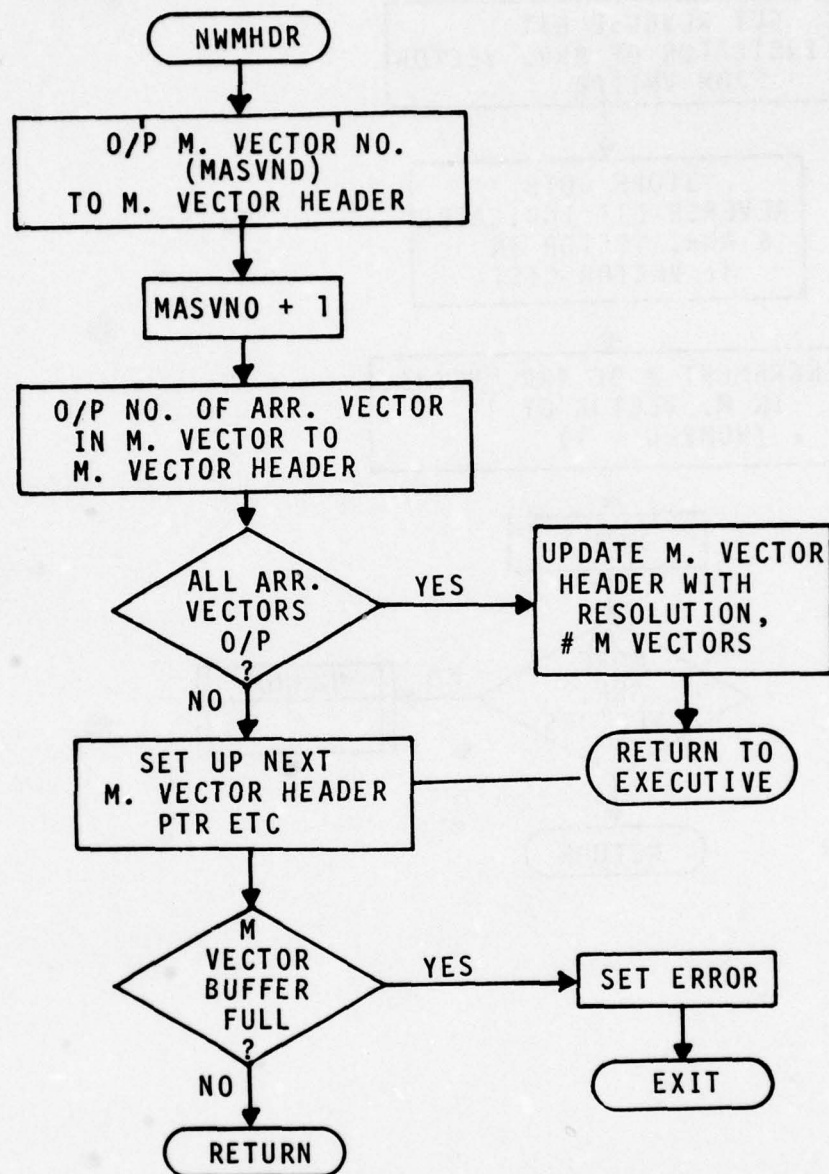 NWMHDR
O/P M. VECTOR NO.
(MASVND)
TO M. VECTOR HEADER
MASVNO + 1
O/P NO. OF ARR. VECTOR
IN M. VECTOR TO
M. VECTOR HEADER
ALL ARR.
VECTORS
O/P
?
YES
NO
UPDATE M. VECTOR
HEADER WITH
RESOLUTION,
# M VECTORS
RETURN TO
EXECUTIVE
SET UP NEXT
M. VECTOR HEADER
PTR ETC
M
VECTOR
BUFFER
FULL
?
YES
NO
SET ERROR
EXIT
RETURN